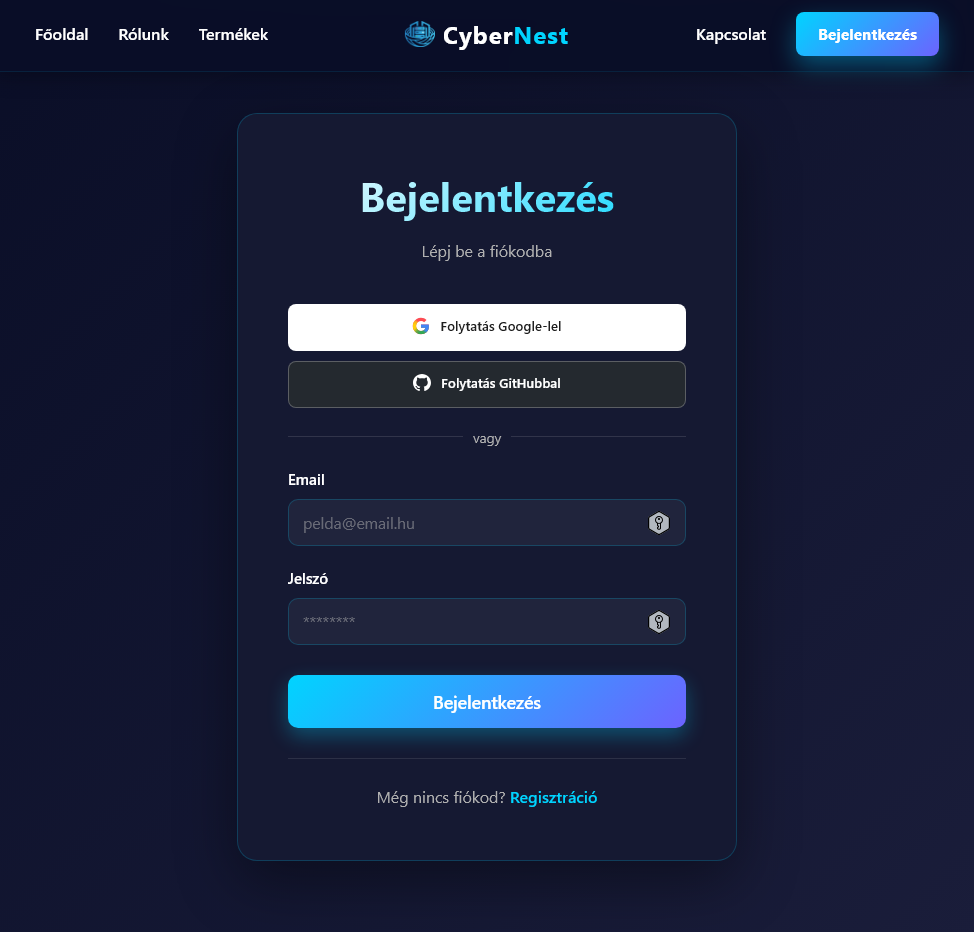 Főoldal Rólunk Termékek CyberNest Kapcsolat Bejelentkezés
Bejelentkezés
Lépj be a fiókodba
Folytatás Google-lel
Folytatás GitHubbal
vagy
Email
pelda@email.hu
Jelszó
********
Bejelentkezés
Még nincs fiókod? Regisztráció